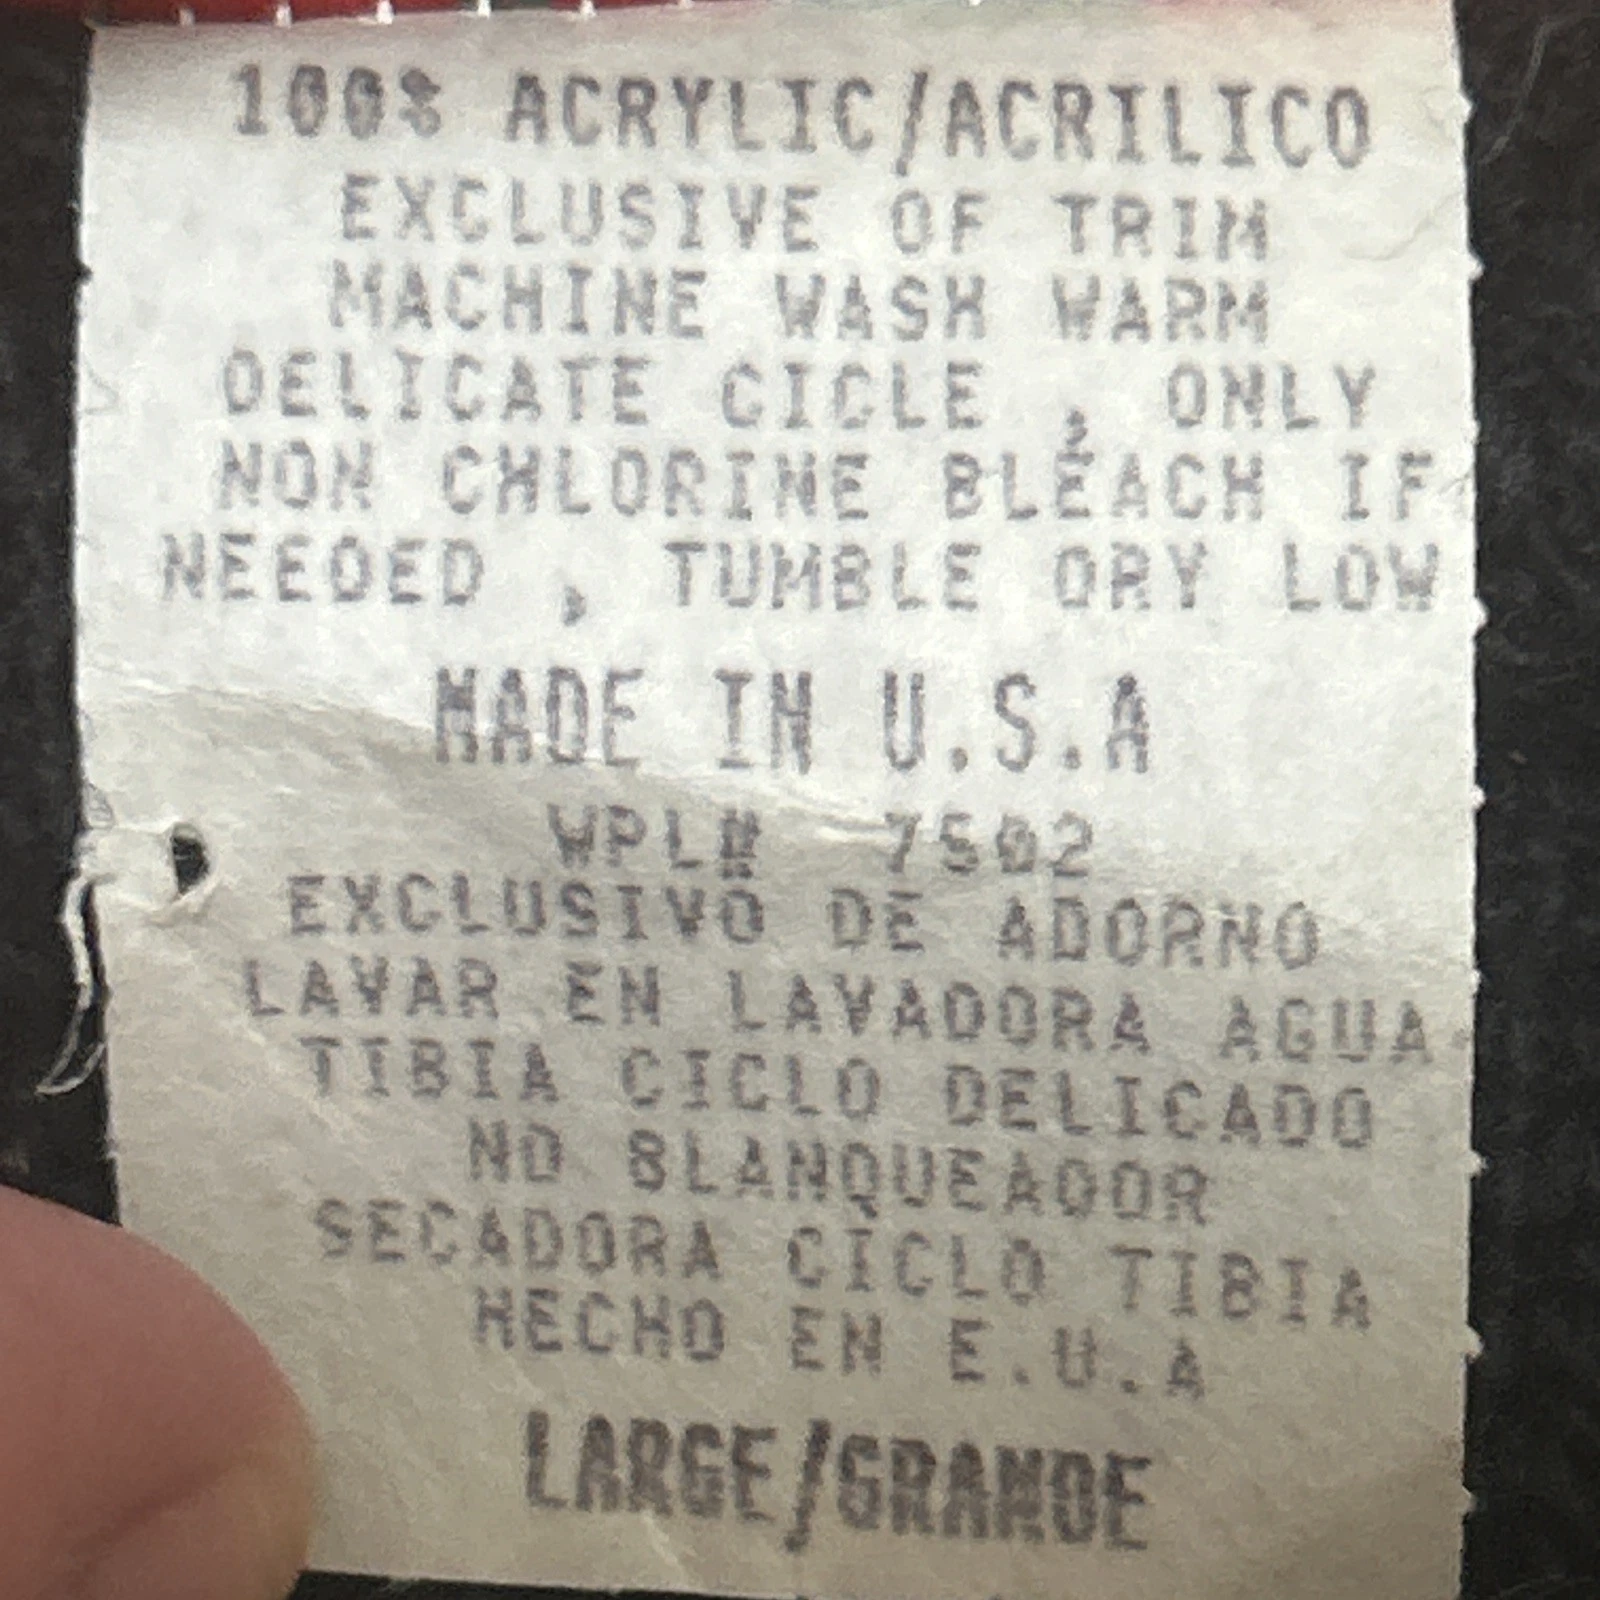 100% ACRYLIC/ACRILICO
EXCLUSIVE OF TRIM
MACHINE WASH WARM
DELICATE CICLE , ONLY
NON CHLORINE BLEACH IF
NEEDED , TUMBLE DRY LOW
MADE IN U.S.A
WPL# 7502
EXCLUSIVO DE ADORNO
LAVAR EN LAVADORA AGUA
TIBIA CICLO DELICADO
NO BLANQUEADOR
SECADORA CICLO TIBIA
HECHO EN E.U.A
LARGE/GRANDE